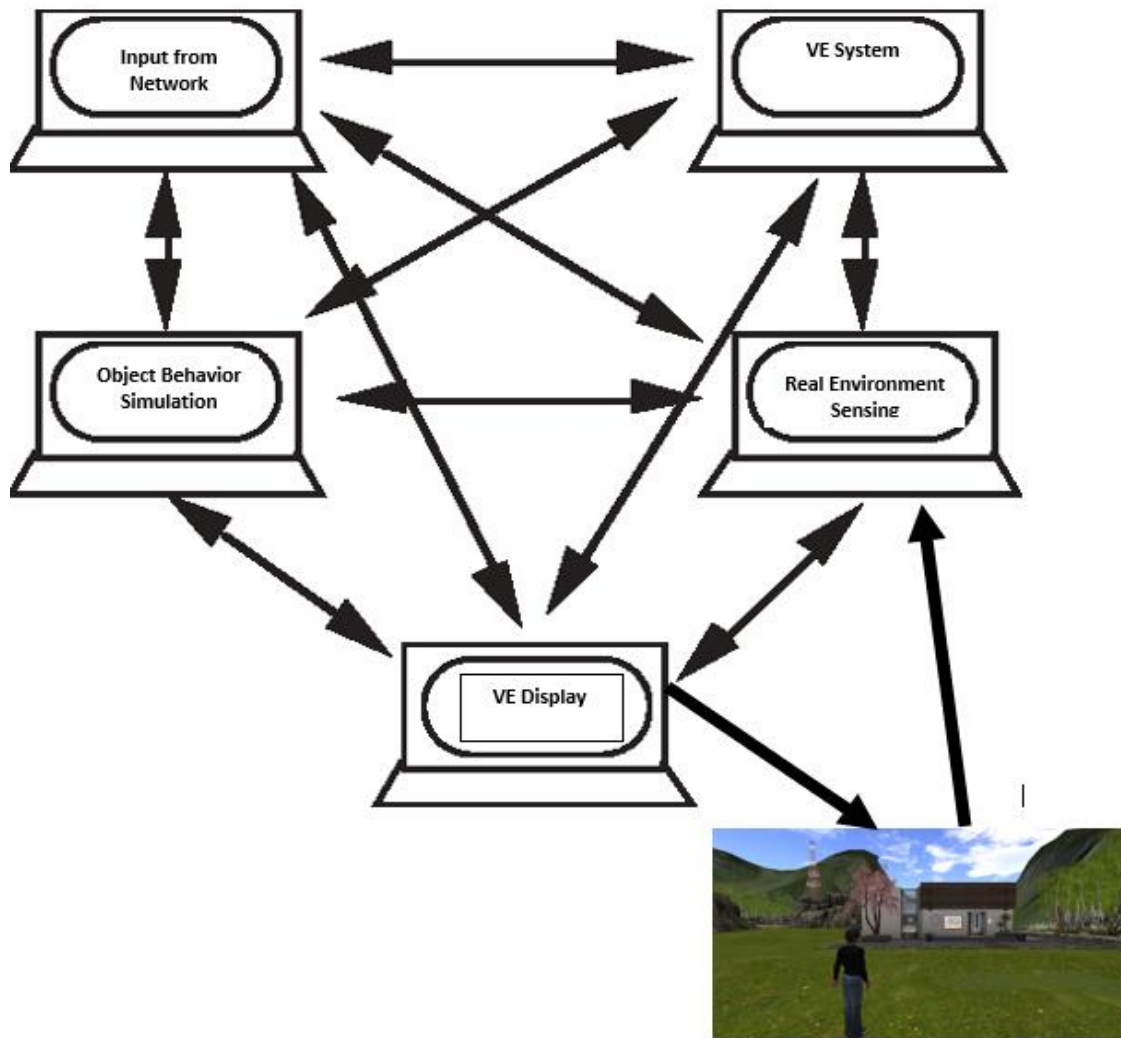 Input from
Network
VE System
Object Behavior
Simulation
Real Environment
Sensing
VE Display